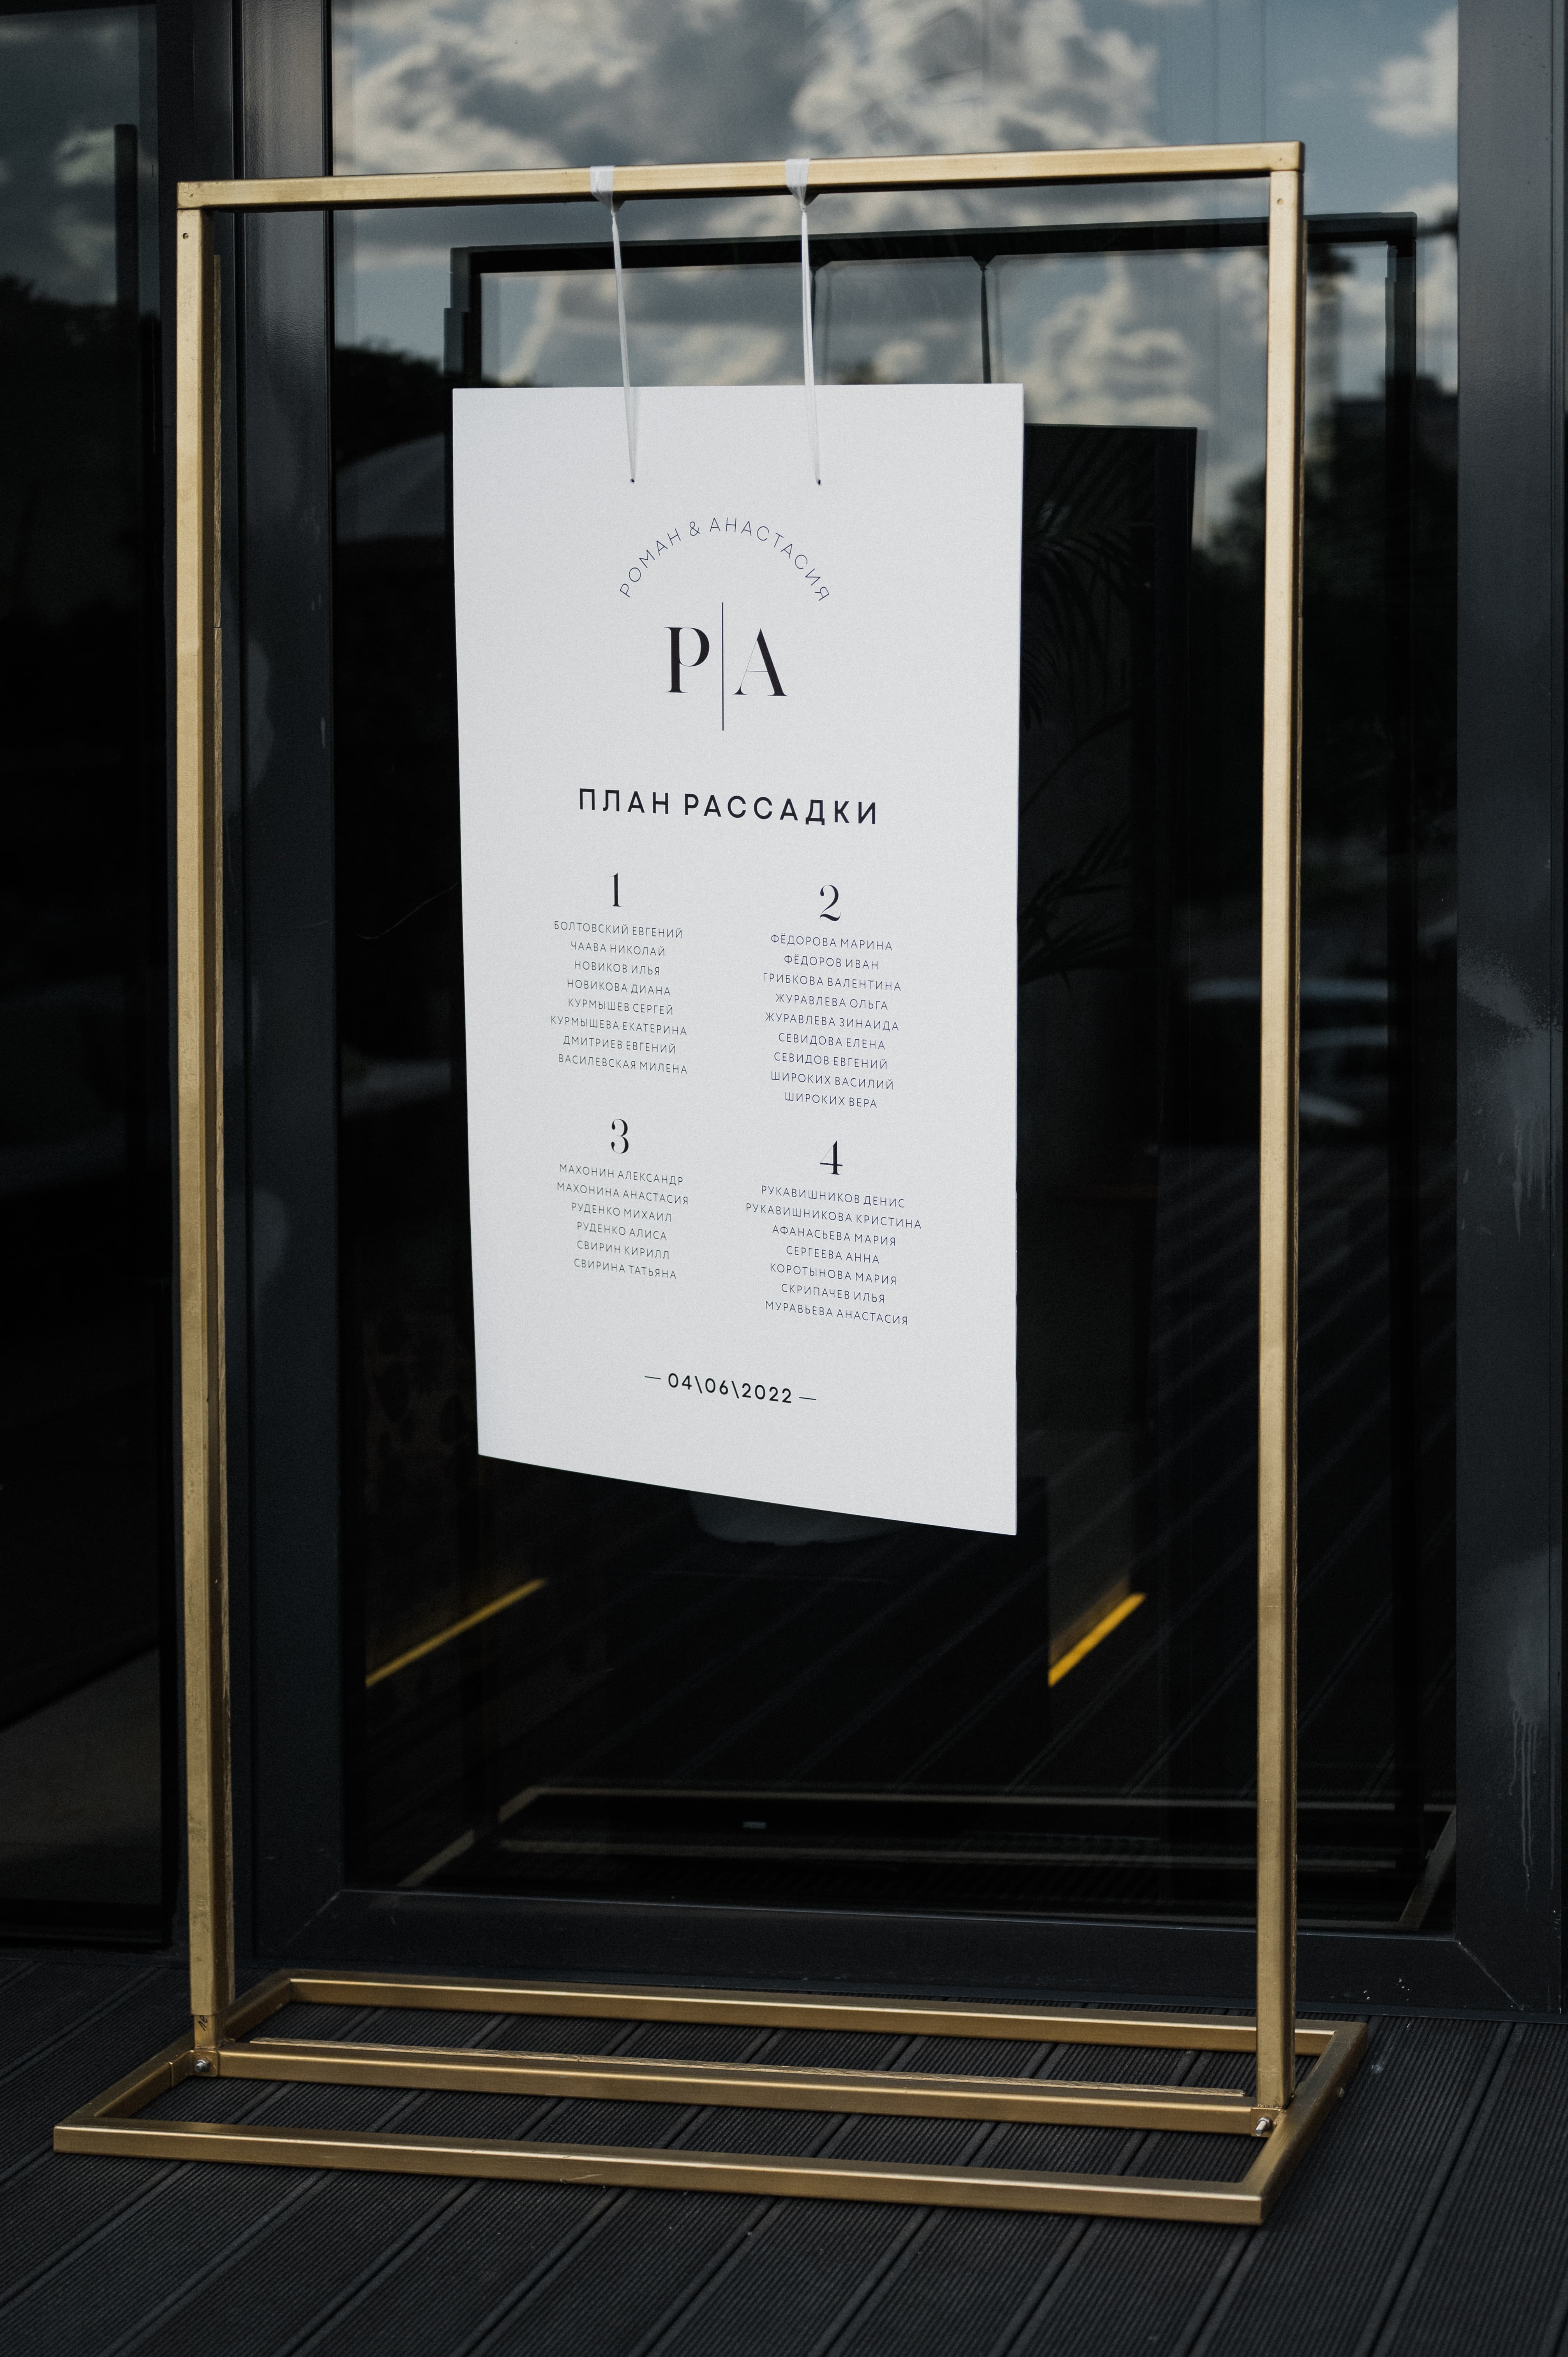 РОМАН & АНАСТАСИЯ
Р|А
ПЛАН РАССАДКИ
1
БОЛТОВСКИЙ ЕВГЕНИЙ
ЧААВА НИКОЛАЙ
НОВИКОВ ИЛЬЯ
НОВИКОВА ДИАНА
КУРМЫШЕВ СЕРГЕЙ
КУРМЫШЕВА ЕКАТЕРИНА
ДМИТРИЕВ ЕВГЕНИЙ
ВАСИЛЕВСКАЯ МИЛЕНА
2
ФЁДОРОВА МАРИНА
ФЁДОРОВ ИВАН
ГРИБКОВА ВАЛЕНТИНА
ЖУРАВЛЕВА ОЛЬГА
ЖУРАВЛЕВА ЗИНАИДА
СЕВИДОВА ЕЛЕНА
СЕВИДОВ ЕВГЕНИЙ
ШИРОКИХ ВАСИЛИЙ
ШИРОКИХ ВЕРА
3
МАХОНИН АЛЕКСАНДР
МАХОНИНА АНАСТАСИЯ
РУДЕНКО МИХАИЛ
РУДЕНКО АЛИСА
СВИРИН КИРИЛЛ
СВИРИНА ТАТЬЯНА
4
РУКАВИШНИКОВ ДЕНИС
РУКАВИШНИКОВА КРИСТИНА
АФАНАСЬЕВА МАРИЯ
СЕРГЕЕВА АННА
КОРОТЫНОВА МАРИЯ
СКРИПАЧЕВ ИЛЬЯ
МУРАВЬЕВА АНАСТАСИЯ
— 04\06\2022 —